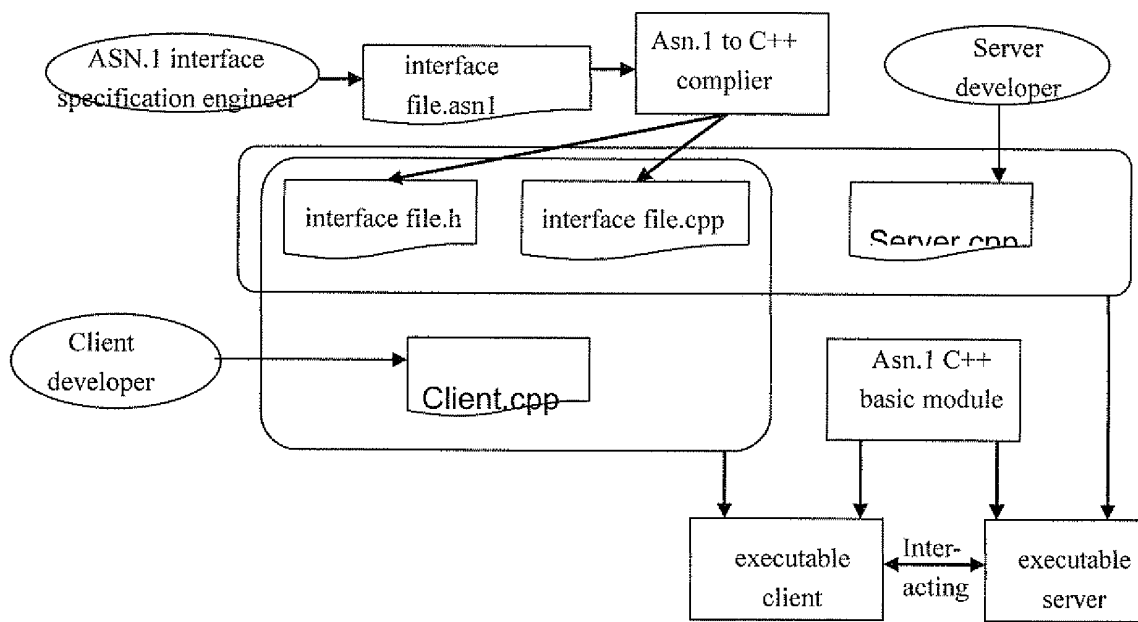 ASN.1 interface
specification engineer
interface
file.asn1
Asn.1 to C++
complier
Server
developer
interface file.h
interface file.cpp
Server.cpp
Client
developer
Client.cpp
Asn.1 C++
basic module
executable
client
Inter-
acting
executable
server